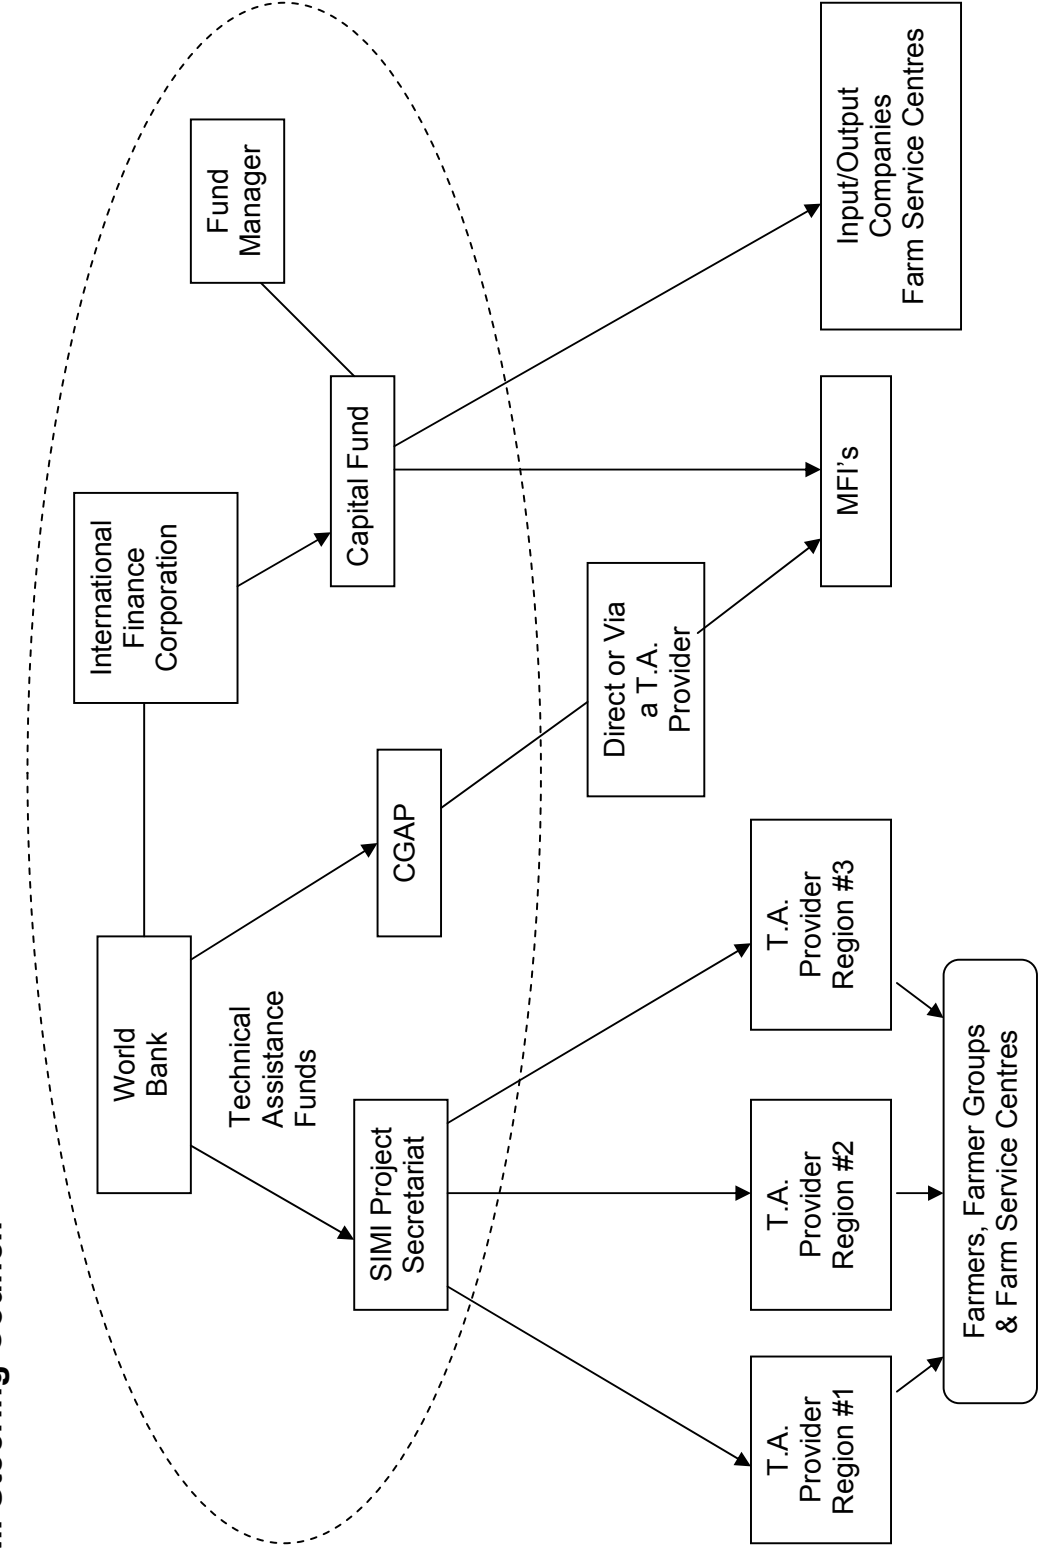 Steering Council
World
Bank
International
Finance
Corporation
Fund
Manager
Technical
Assistance
Funds
SIMI Project
Secretariat
CGAP
Capital Fund
Direct or Via
a T.A.
Provider
T.A.
Provider
Region #1
T.A.
Provider
Region #2
T.A.
Provider
Region #3
MFI's
Input/Output
Companies
Farm Service Centres
Farmers, Farmer Groups
& Farm Service Centres